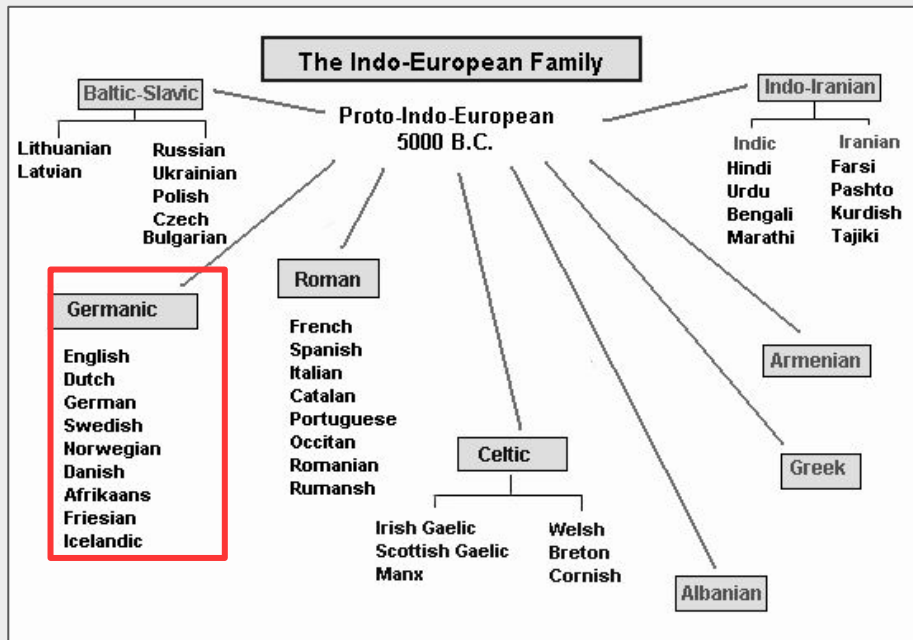 The Indo-European Family
Proto-Indo-European
5000 B.C.
Baltic-Slavic
Lithuanian
Latvian
Russian
Ukrainian
Polish
Czech
Bulgarian
Indo-Iranian
Indic
Hindi
Urdu
Bengali
Marathi
Iranian
Farsi
Pashto
Kurdish
Tajiki
Germanic
English
Dutch
German
Swedish
Norwegian
Danish
Afrikaans
Friesian
Icelandic
Roman
French
Spanish
Italian
Catalan
Portuguese
Occitan
Romanian
Rumansh
Celtic
Irish Gaelic
Scottish Gaelic
Manx
Welsh
Breton
Cornish
Albanian
Greek
Armenian